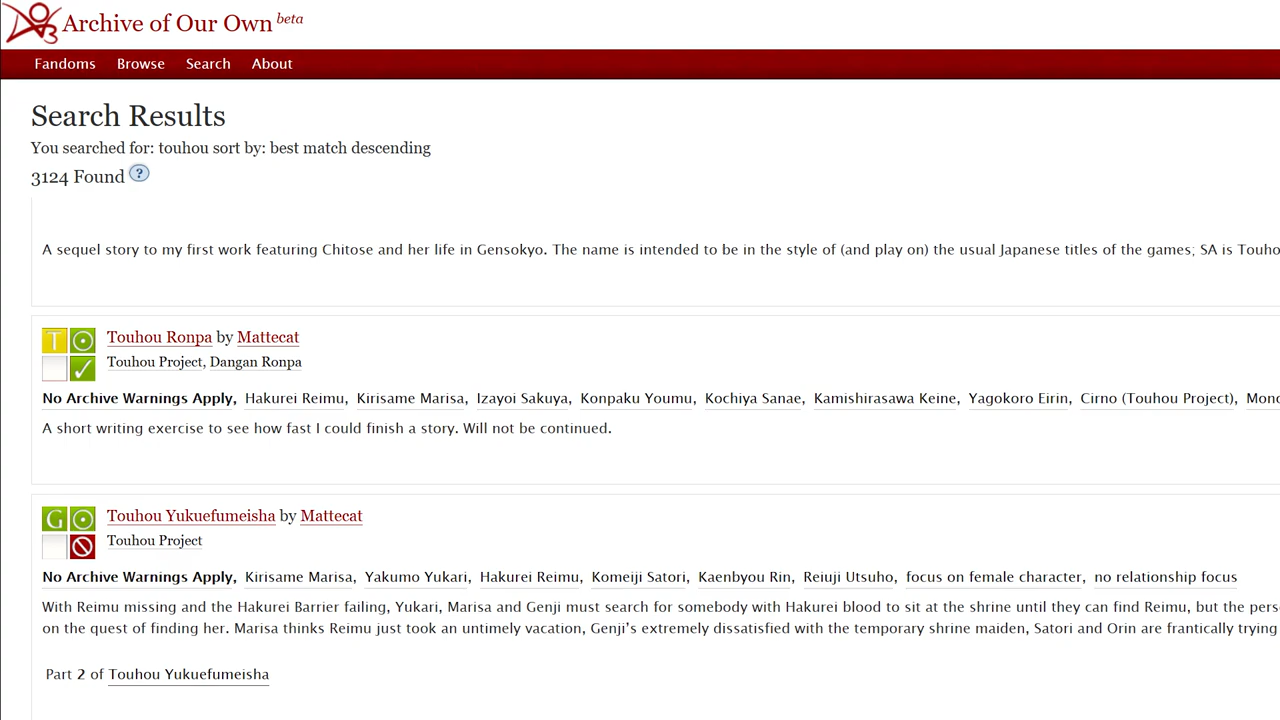 Archive of Our Own beta
Fandoms Browse Search About
Search Results
You searched for: touhou sort by: best match descending
3124 Found ?
A sequel story to my first work featuring Chitose and her life in Gensokyo. The name is intended to be in the style of (and play on) the usual Japanese titles of the games; SA is Touho
T
Touhou Ronpa by Mattecat
Touhou Project, Dangan Ronpa
No Archive Warnings Apply, Hakurei Reimu, Kirisame Marisa, Izayoi Sakuya, Konpaku Youmu, Kochiya Sanae, Kamishirasawa Keine, Yagokoro Eirin, Cirno (Touhou Project), Mono
A short writing exercise to see how fast I could finish a story. Will not be continued.
G
Touhou Yukuefumeisha by Mattecat
Touhou Project
No Archive Warnings Apply, Kirisame Marisa, Yakumo Yukari, Hakurei Reimu, Komeiji Satori, Kaenbyou Rin, Reiuji Utsuho, focus on female character, no relationship focus
With Reimu missing and the Hakurei Barrier failing, Yukari, Marisa and Genji must search for somebody with Hakurei blood to sit at the shrine until they can find Reimu, but the pers
on the quest of finding her. Marisa thinks Reimu just took an untimely vacation, Genji’s extremely dissatisfied with the temporary shrine maiden, Satori and Orin are frantically trying
Part 2 of Touhou Yukuefumeisha